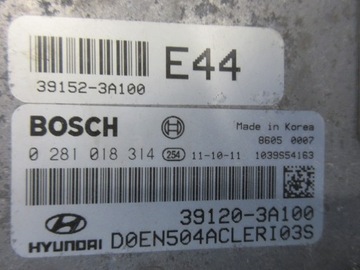 E44
39152-3A100
BOSCH
Made in Korea
8605 0007
0 281 018 314 254 11-10-11 1039S54163
39120-3A100
HYUNDAI D0EN504ACLERI03S